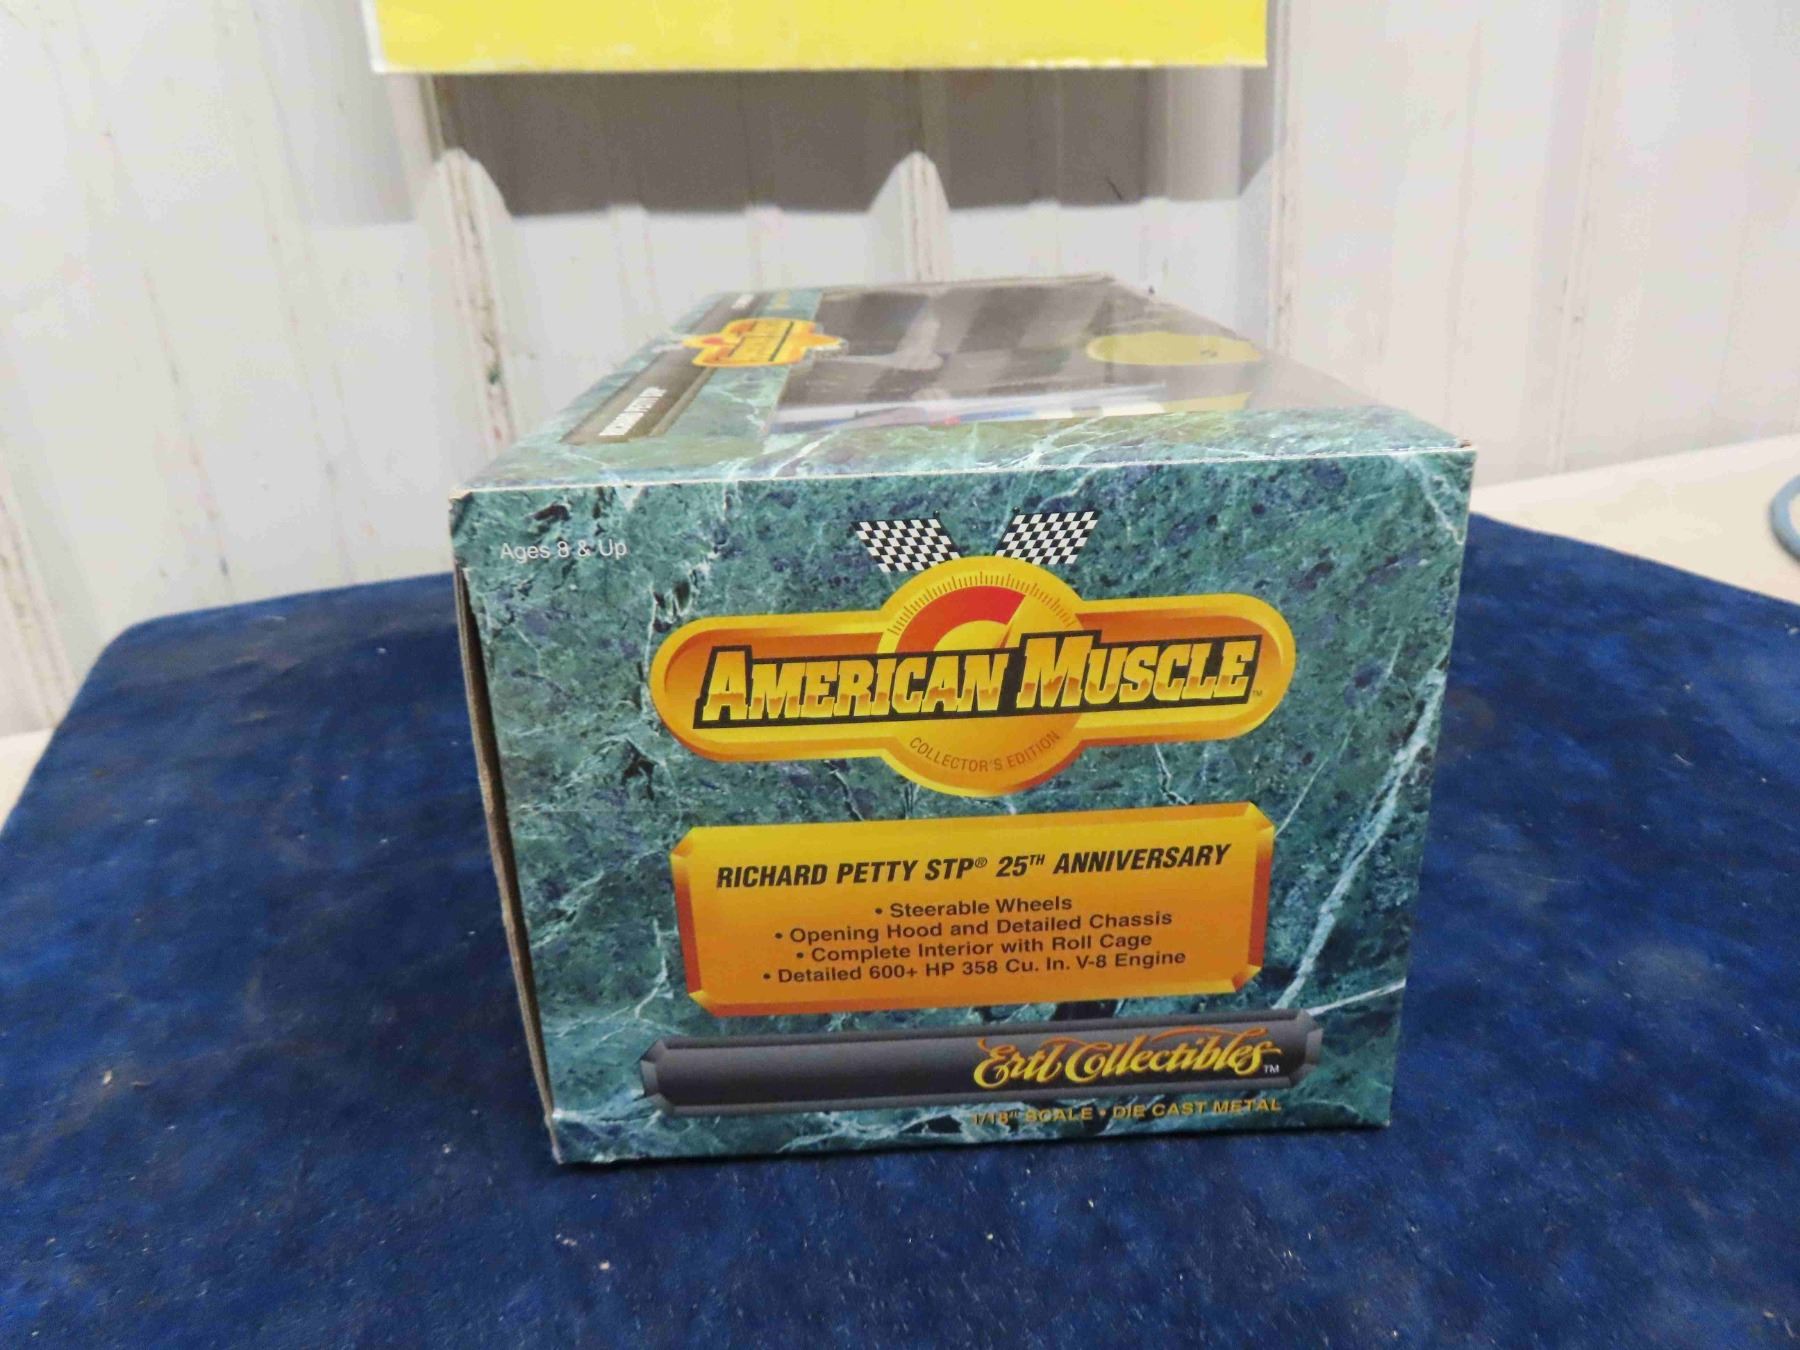 Ages 8 & Up
AMERICAN MUSCLE™
COLLECTOR'S EDITION
RICHARD PETTY STP® 25TH ANNIVERSARY
• Steerable Wheels
• Opening Hood and Detailed Chassis
• Complete Interior with Roll Cage
• Detailed 600+ HP 358 Cu. In. V-8 Engine
Ertl Collectibles™
1/18" SCALE • DIE CAST METAL